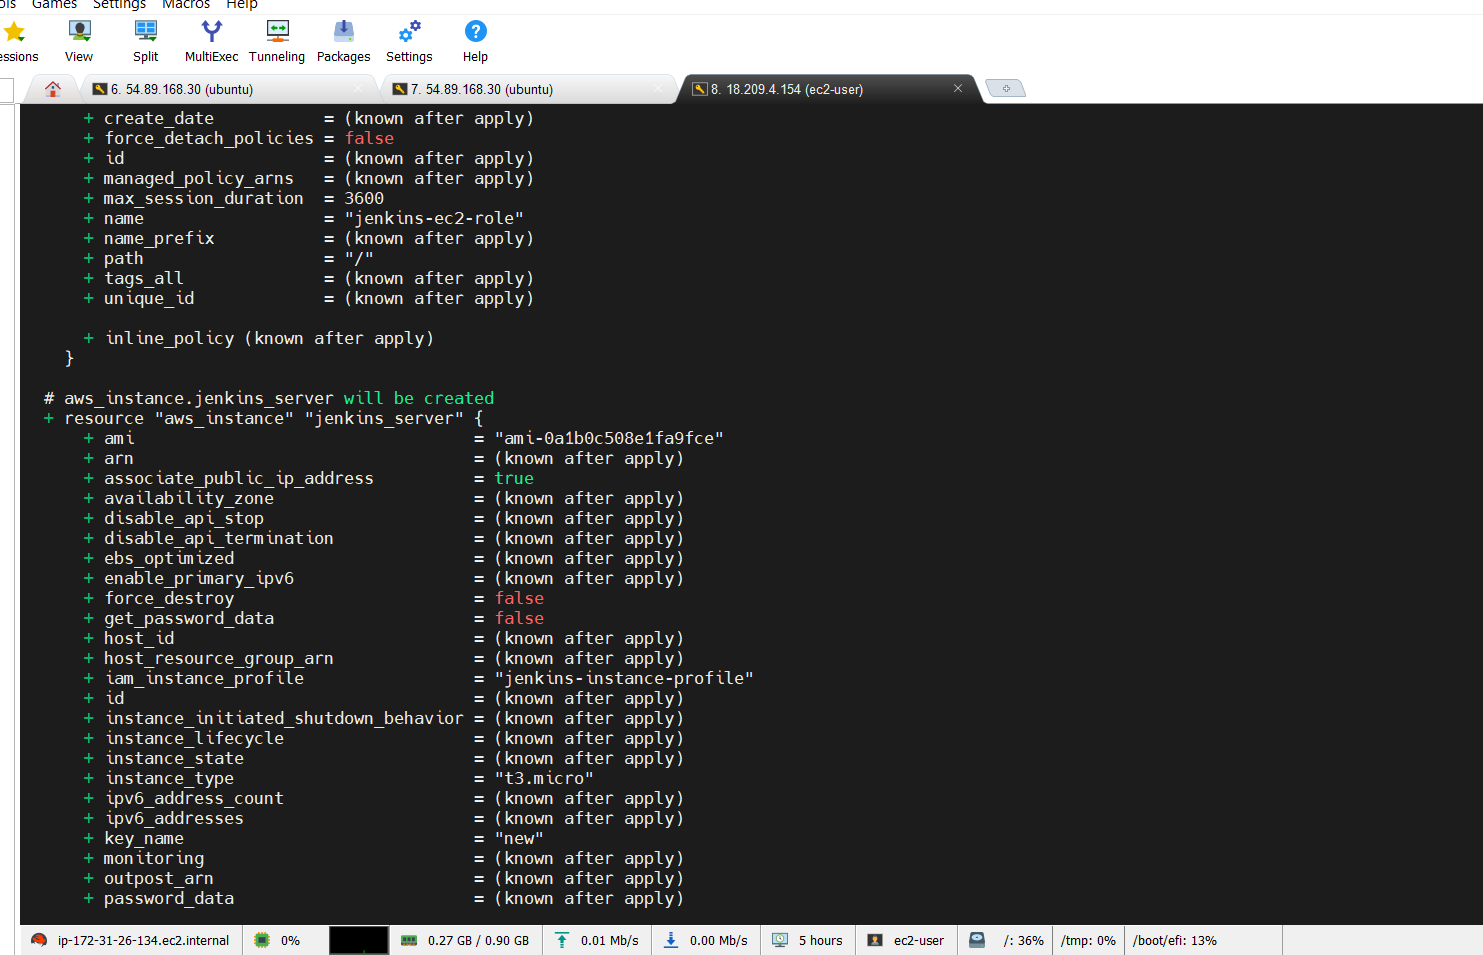 ols Games Settings Macros Help
essions View Split MultiExec Tunneling Packages Settings Help
6. 54.89.168.30 (ubuntu) 7. 54.89.168.30 (ubuntu) 8. 18.209.4.154 (ec2-user)
+ create_date = (known after apply)
+ force_detach_policies = false
+ id = (known after apply)
+ managed_policy_arns = (known after apply)
+ max_session_duration = 3600
+ name = "jenkins-ec2-role"
+ name_prefix = (known after apply)
+ path = "/"
+ tags_all = (known after apply)
+ unique_id = (known after apply)
+ inline_policy (known after apply)
}
# aws_instance.jenkins_server will be created
+ resource "aws_instance" "jenkins_server" {
+ ami = "ami-0a1b0c508e1fa9fce"
+ arn = (known after apply)
+ associate_public_ip_address = true
+ availability_zone = (known after apply)
+ disable_api_stop = (known after apply)
+ disable_api_termination = (known after apply)
+ ebs_optimized = (known after apply)
+ enable_primary_ipv6 = (known after apply)
+ force_destroy = false
+ get_password_data = false
+ host_id = (known after apply)
+ host_resource_group_arn = (known after apply)
+ iam_instance_profile = "jenkins-instance-profile"
+ id = (known after apply)
+ instance_initiated_shutdown_behavior = (known after apply)
+ instance_lifecycle = (known after apply)
+ instance_state = (known after apply)
+ instance_type = "t3.micro"
+ ipv6_address_count = (known after apply)
+ ipv6_addresses = (known after apply)
+ key_name = "new"
+ monitoring = (known after apply)
+ outpost_arn = (known after apply)
+ password_data = (known after apply)
ip-172-31-26-134.ec2.internal 0% 0.27 GB / 0.90 GB 0.01 Mb/s 0.00 Mb/s 5 hours ec2-user /: 36% /tmp: 0% /boot/efi: 13%